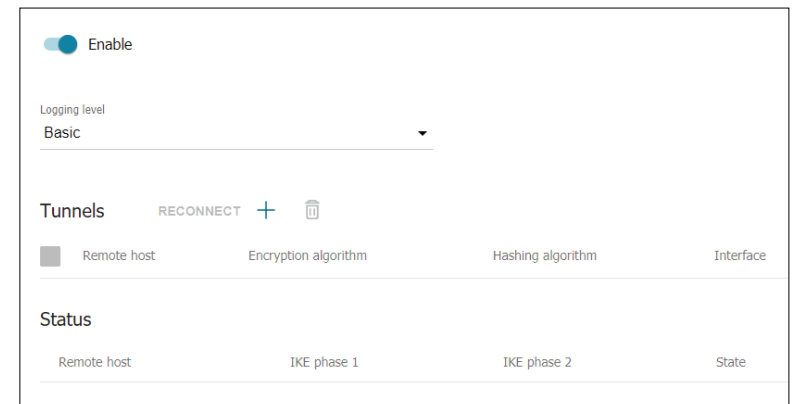 Enable
Logging level
Basic
Tunnels RECONNECT
Remote host Encryption algorithm Hashing algorithm Interface
Status
Remote host IKE phase 1 IKE phase 2 State